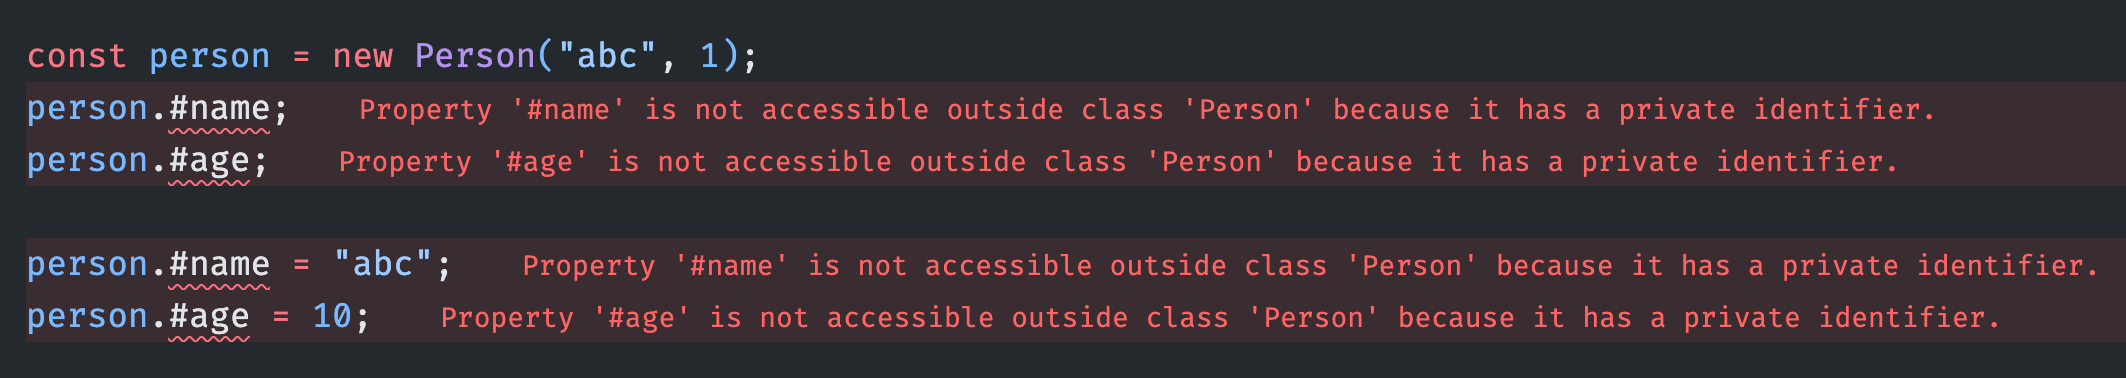 const person = new Person("abc", 1);
person.#name; Property '#name' is not accessible outside class 'Person' because it has a private identifier.
person.#age; Property '#age' is not accessible outside class 'Person' because it has a private identifier.
person.#name = "abc"; Property '#name' is not accessible outside class 'Person' because it has a private identifier.
person.#age = 10; Property '#age' is not accessible outside class 'Person' because it has a private identifier.